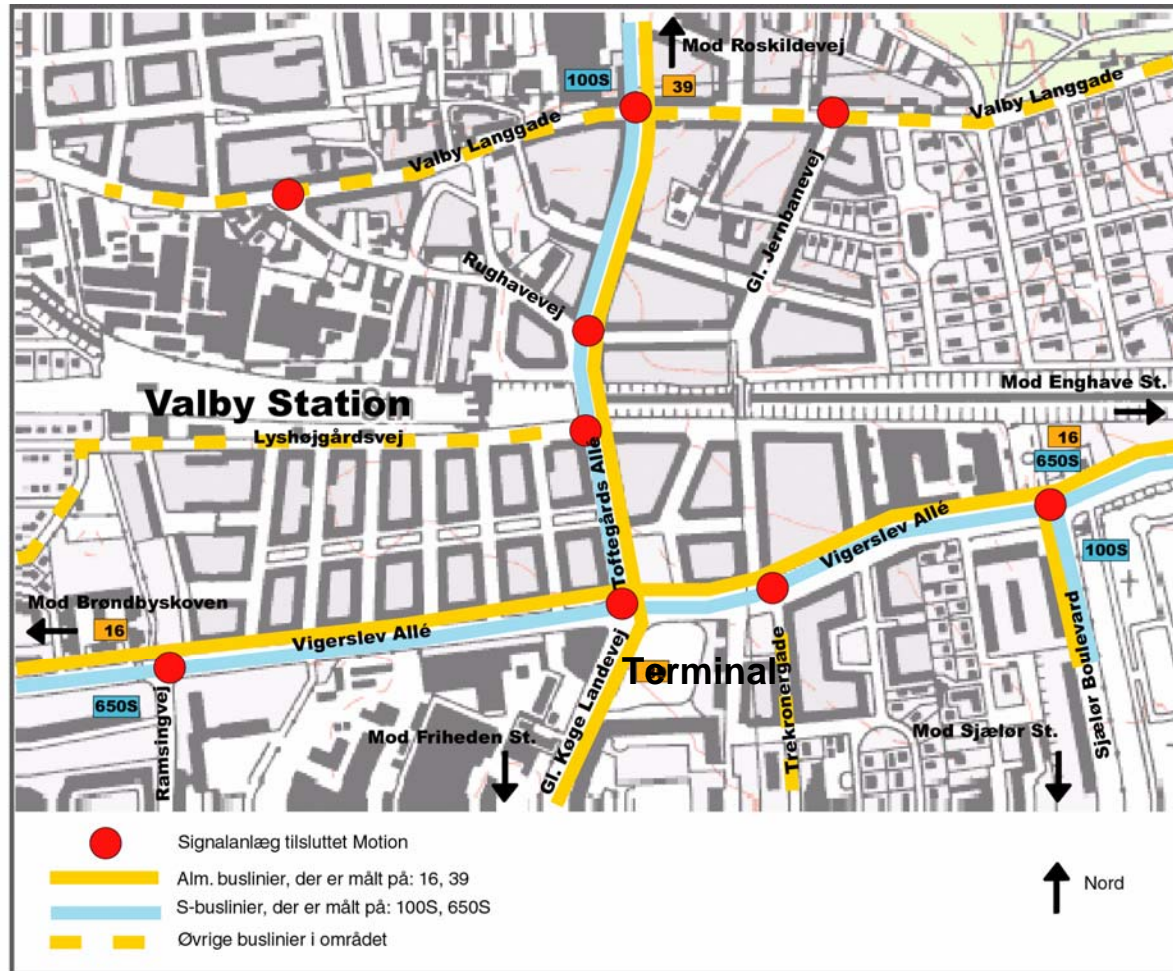 Mod Roskildevej
100S
39
Valby Langgade
Valby Langgade
Gl. Jernbanevej
Rughavevej
Mod Enghave St.
Valby Station
Lyshøjgårdsvej
16
650S
Toftegårds Allé
Vigerslev Allé
100S
Mod Brøndbyskoven
16
Vigerslev Allé
Terminal
650S
Ramsingvej
Mod Friheden St.
Gl. Køge Landevej
Trekronergade
Mod Sjælør St.
Sjælør Boulevard
Signalanlæg tilsluttet Motion
Alm. buslinier, der er målt på: 16, 39
Nord
S-buslinier, der er målt på: 100S, 650S
Øvrige buslinier i området